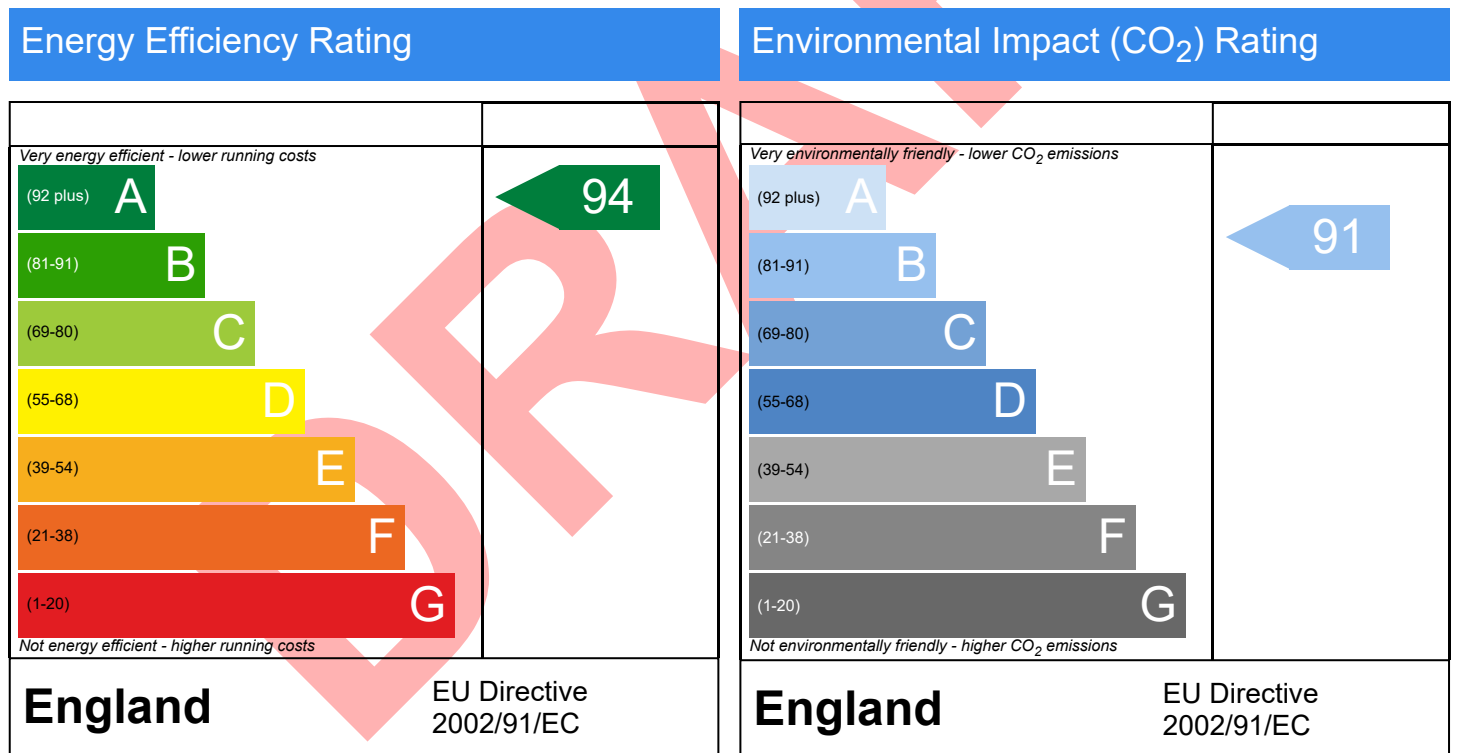 Energy Efficiency Rating
Very energy efficient - lower running costs
(92 plus) A
(81-91) B
(69-80) C
(55-68) D
(39-54) E
(21-38) F
(1-20) G
Not energy efficient - higher running costs
94
England
EU Directive
2002/91/EC
Environmental Impact (CO₂) Rating
Very environmentally friendly - lower CO₂ emissions
(92 plus) A
(81-91) B
(69-80) C
(55-68) D
(39-54) E
(21-38) F
(1-20) G
Not environmentally friendly - higher CO₂ emissions
91
England
EU Directive
2002/91/EC